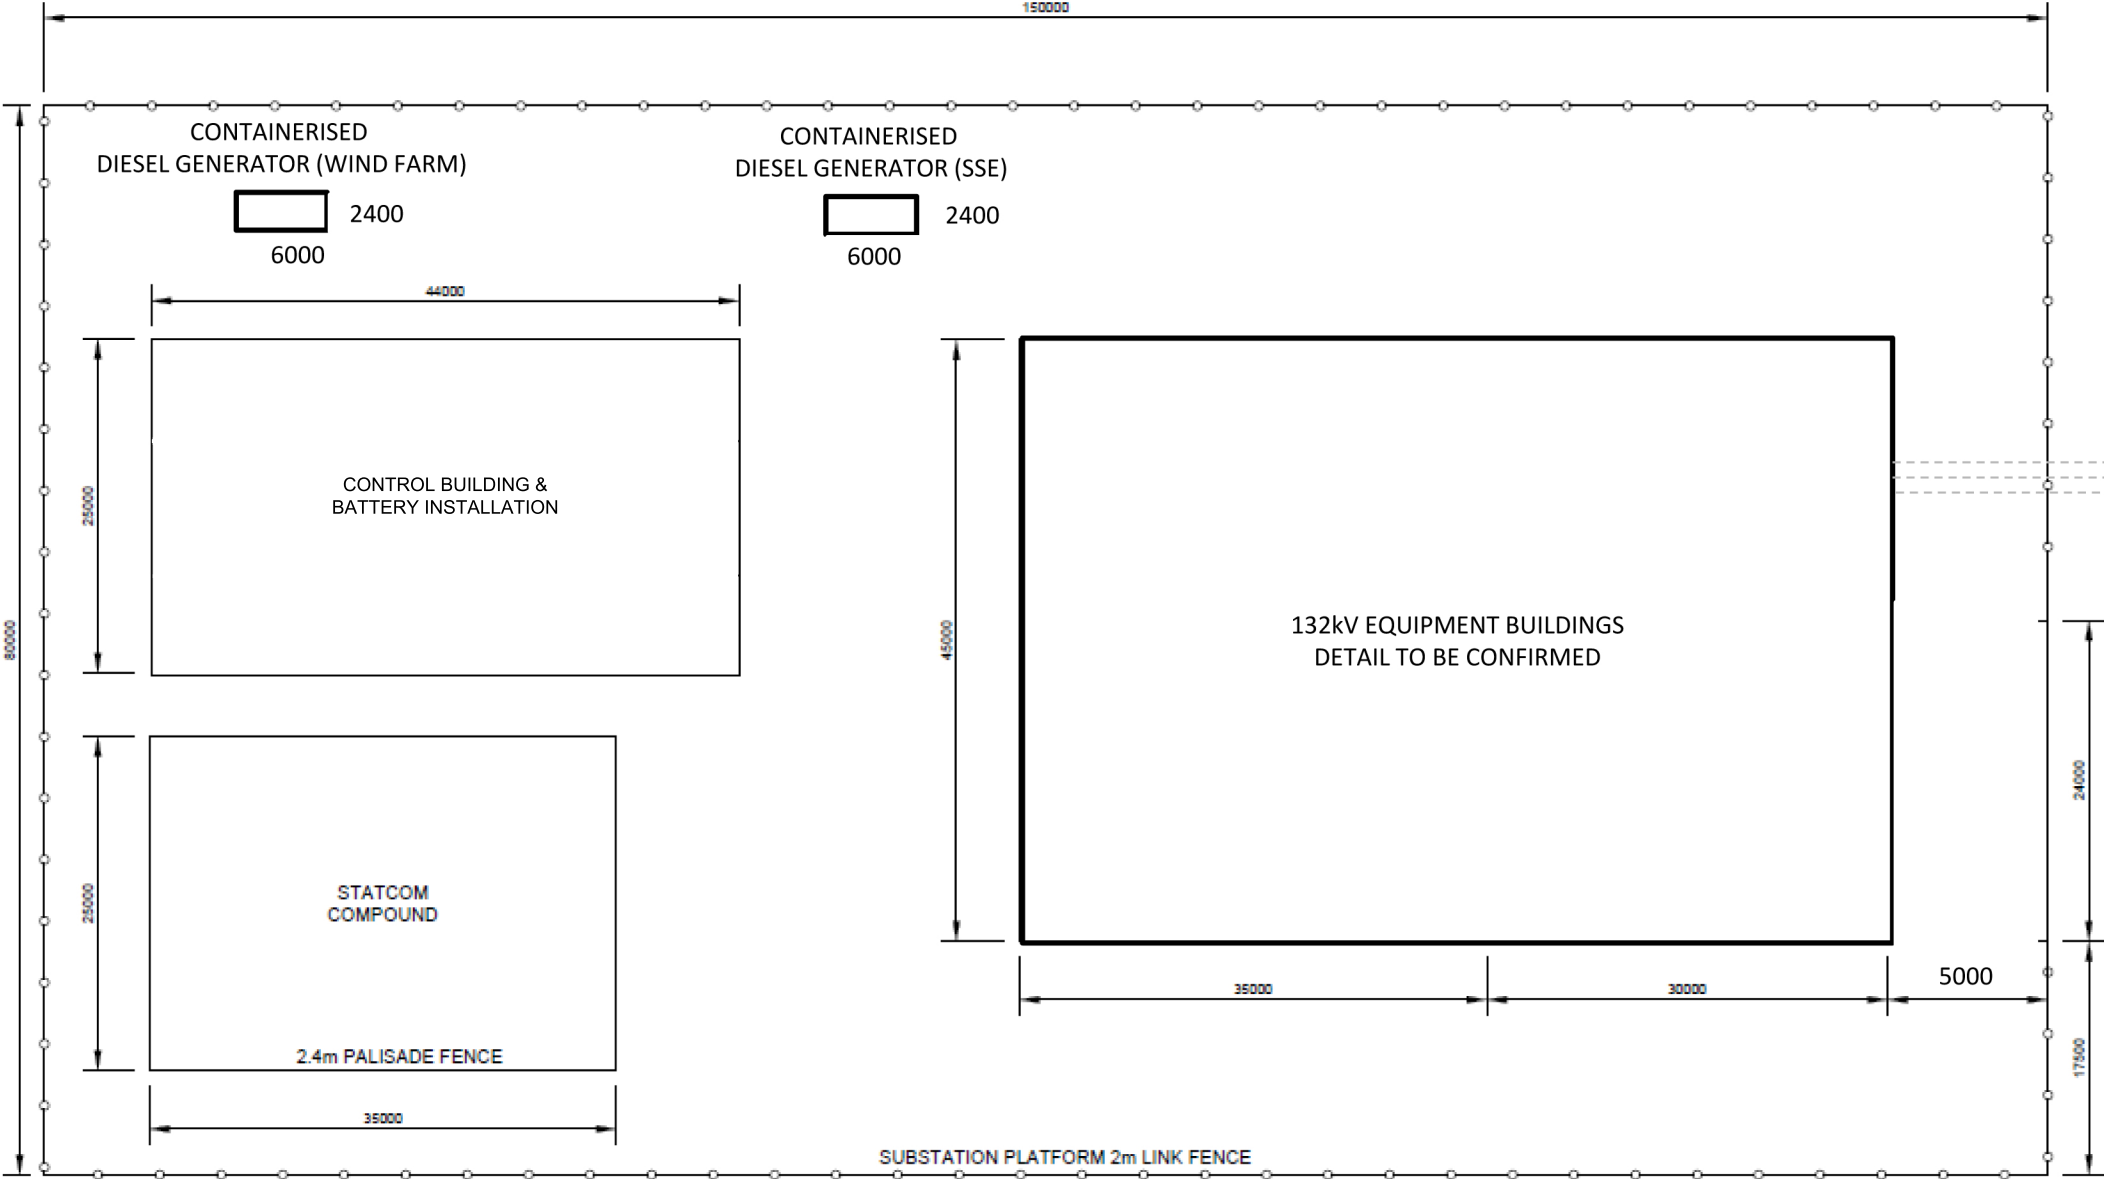 150000
CONTAINERISED
DIESEL GENERATOR (WIND FARM)
2400
6000
CONTAINERISED
DIESEL GENERATOR (SSE)
2400
6000
44000
25000
CONTROL BUILDING &
BATTERY INSTALLATION
80000
45000
132kV EQUIPMENT BUILDINGS
DETAIL TO BE CONFIRMED
24000
25000
STATCOM
COMPOUND
2.4m PALISADE FENCE
35000
35000
30000
5000
17500
SUBSTATION PLATFORM 2m LINK FENCE